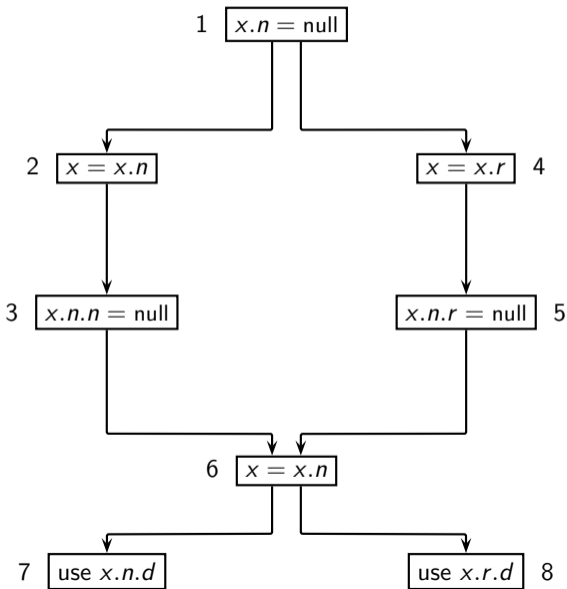 1 x.n = null
2 x = x.n
x = x.r 4
3 x.n.n = null
x.n.r = null 5
6 x = x.n
7 use x.n.d
use x.r.d 8